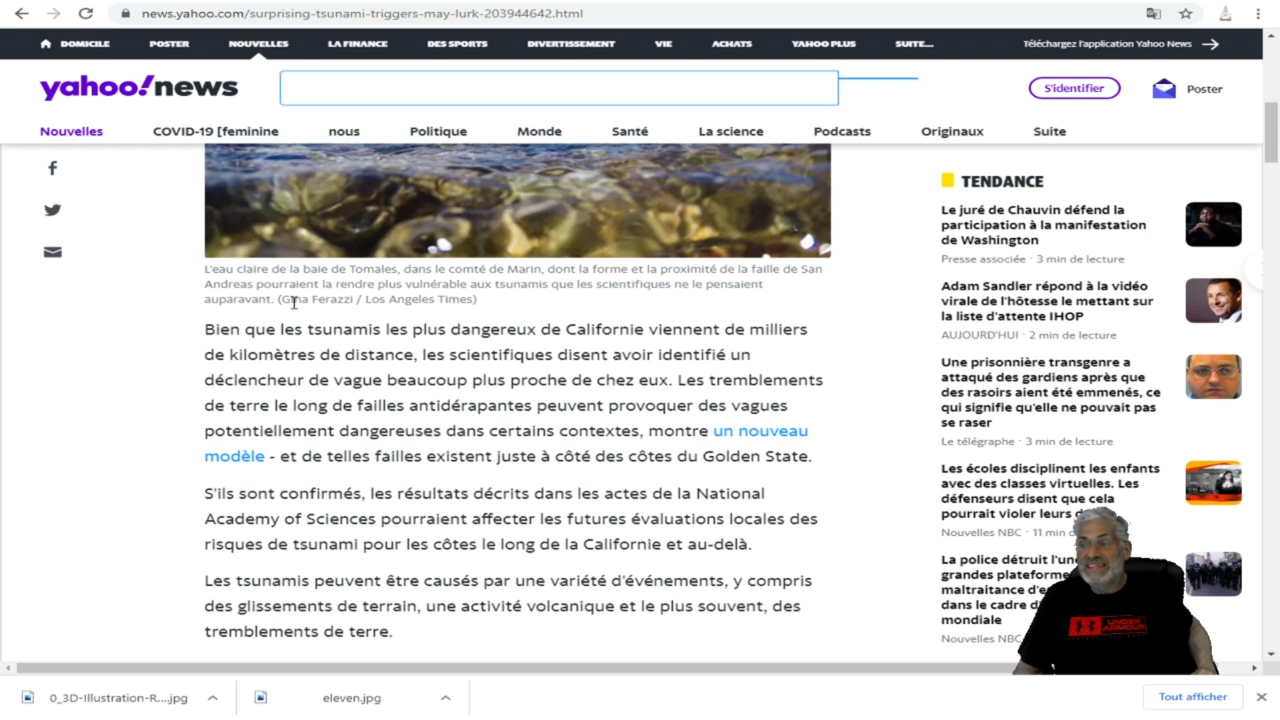 news.yahoo.com/surprising-tsunami-triggers-may-lurk-203944642.html
DOMICILE POSTER NOUVELLES LA FINANCE DES SPORTS DIVERTISSEMENT VIE ACHATS YAHOO PLUS SUITE... Téléchargez l'application Yahoo News
yahoo!news S'identifier Poster
Nouvelles COVID-19 [feminine nous Politique Monde Santé La science Podcasts Originaux Suite
L'eau claire de la baie de Tomales, dans le comté de Marin, dont la forme et la proximité de la faille de San
Andreas pourraient la rendre plus vulnérable aux tsunamis que les scientifiques ne le pensaient
auparavant. (Gina Ferazzi / Los Angeles Times)
Bien que les tsunamis les plus dangereux de Californie viennent de milliers
de kilomètres de distance, les scientifiques disent avoir identifié un
déclencheur de vague beaucoup plus proche de chez eux. Les tremblements
de terre le long de failles antidérapantes peuvent provoquer des vagues
potentiellement dangereuses dans certains contextes, montre un nouveau
modèle - et de telles failles existent juste à côté des côtes du Golden State.
S'ils sont confirmés, les résultats décrits dans les actes de la National
Academy of Sciences pourraient affecter les futures évaluations locales des
risques de tsunami pour les côtes le long de la Californie et au-delà.
Les tsunamis peuvent être causés par une variété d'événements, y compris
des glissements de terrain, une activité volcanique et le plus souvent, des
tremblements de terre.
TENDANCE
Le juré de Chauvin défend la
participation à la manifestation
de Washington
Presse associée · 3 min de lecture
Adam Sandler répond à la vidéo
virale de l'hôtesse le mettant sur
la liste d'attente IHOP
AUJOURD'HUI · 2 min de lecture
Une prisonnière transgenre a
attaqué des gardiens après que
des rasoirs aient été emmenés, ce
qui signifie qu'elle ne pouvait pas
se raser
Le télégraphe · 3 min de lecture
Les écoles disciplinent les enfants
avec des classes virtuelles. Les
défenseurs disent que cela
pourrait violer leurs
Nouvelles NBC · 11 min
La police détruit
grandes plateforme
maltraitance
dans le cadre
mondiale
Nouvelles NBC
UNDER ARMOUR
0_3D-Illustration-R....jpg eleven.jpg Tout afficher